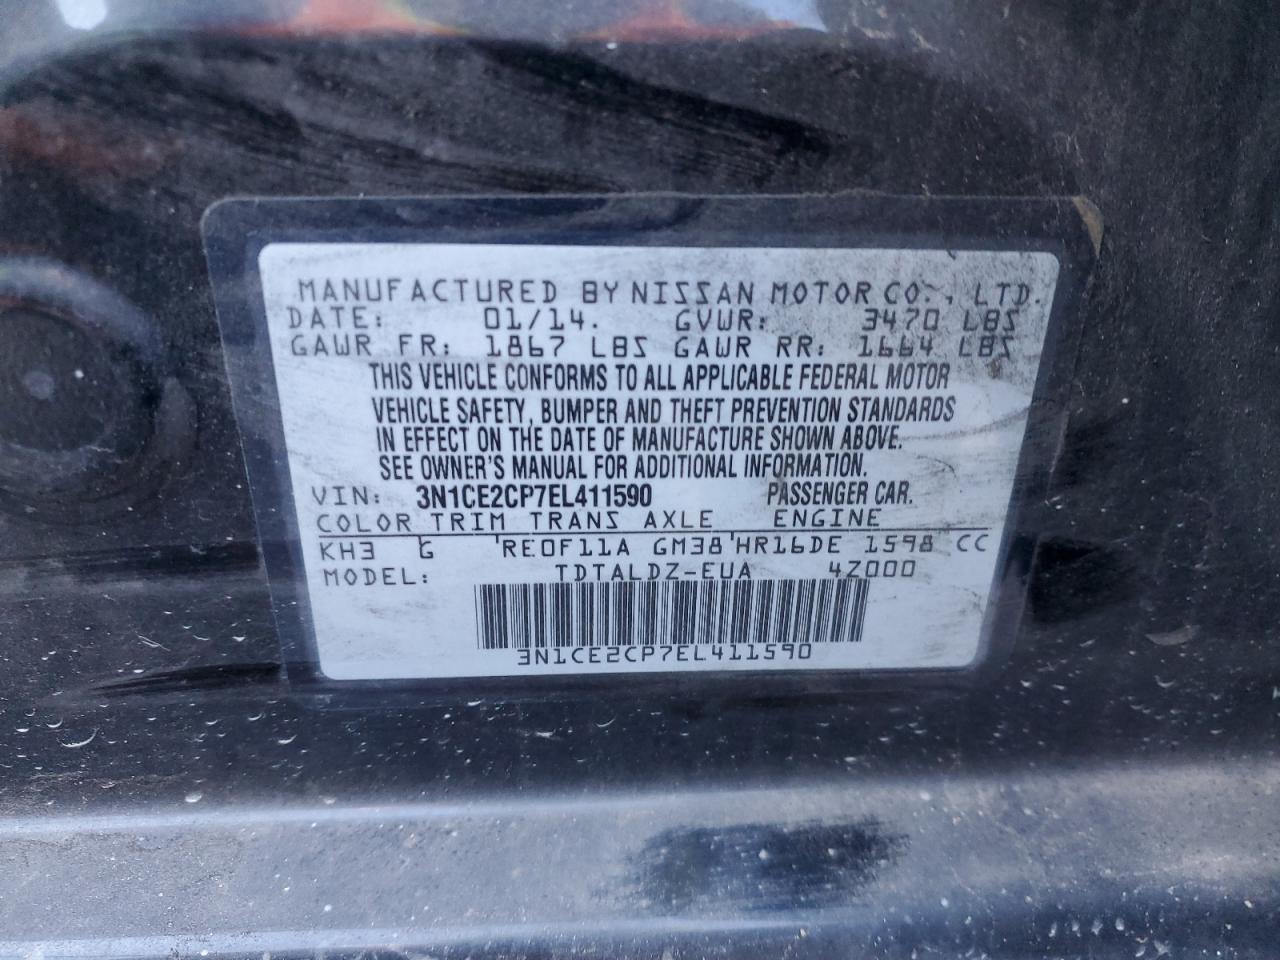 MANUFACTURED BY NISSAN MOTOR CO., LTD.
DATE: 01/14. GVWR: 3470 LBS
GAWR FR: 1867 LBS GAWR RR: 1664 LBS
THIS VEHICLE CONFORMS TO ALL APPLICABLE FEDERAL MOTOR
VEHICLE SAFETY, BUMPER AND THEFT PREVENTION STANDARDS
IN EFFECT ON THE DATE OF MANUFACTURE SHOWN ABOVE.
SEE OWNER'S MANUAL FOR ADDITIONAL INFORMATION.
VIN: 3N1CE2CP7EL411590 PASSENGER CAR.
COLOR TRIM TRANS AXLE ENGINE
KH3 G 'RE0F11A GM38'HR16DE 1598 CC
MODEL: TDTALDZ-EUA 4Z000
3N1CE2CP7EL411590